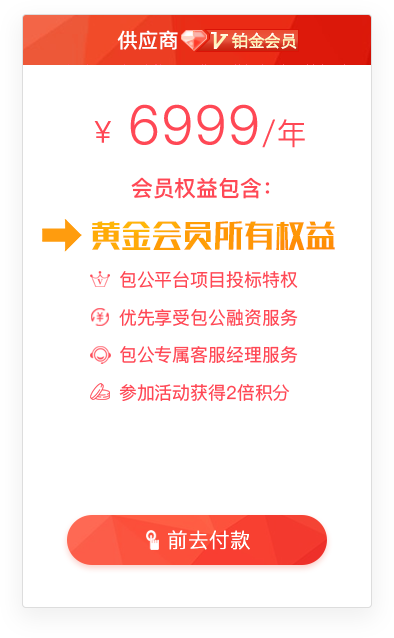 供应商 V 铂金会员
¥ 6999/年
会员权益包含：
黄金会员所有权益
包公平台项目投标特权
优先享受包公融资服务
包公专属客服经理服务
参加活动获得2倍积分
前去付款